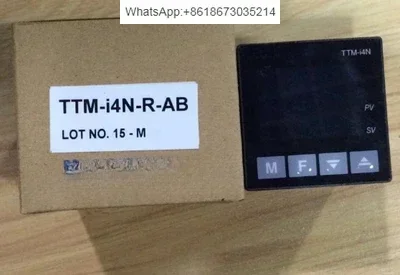 WhatsApp:+8618673035214
TTM-i4N-R-AB
LOT NO. 15 - M
TTM-i4N
PV
SV
M F